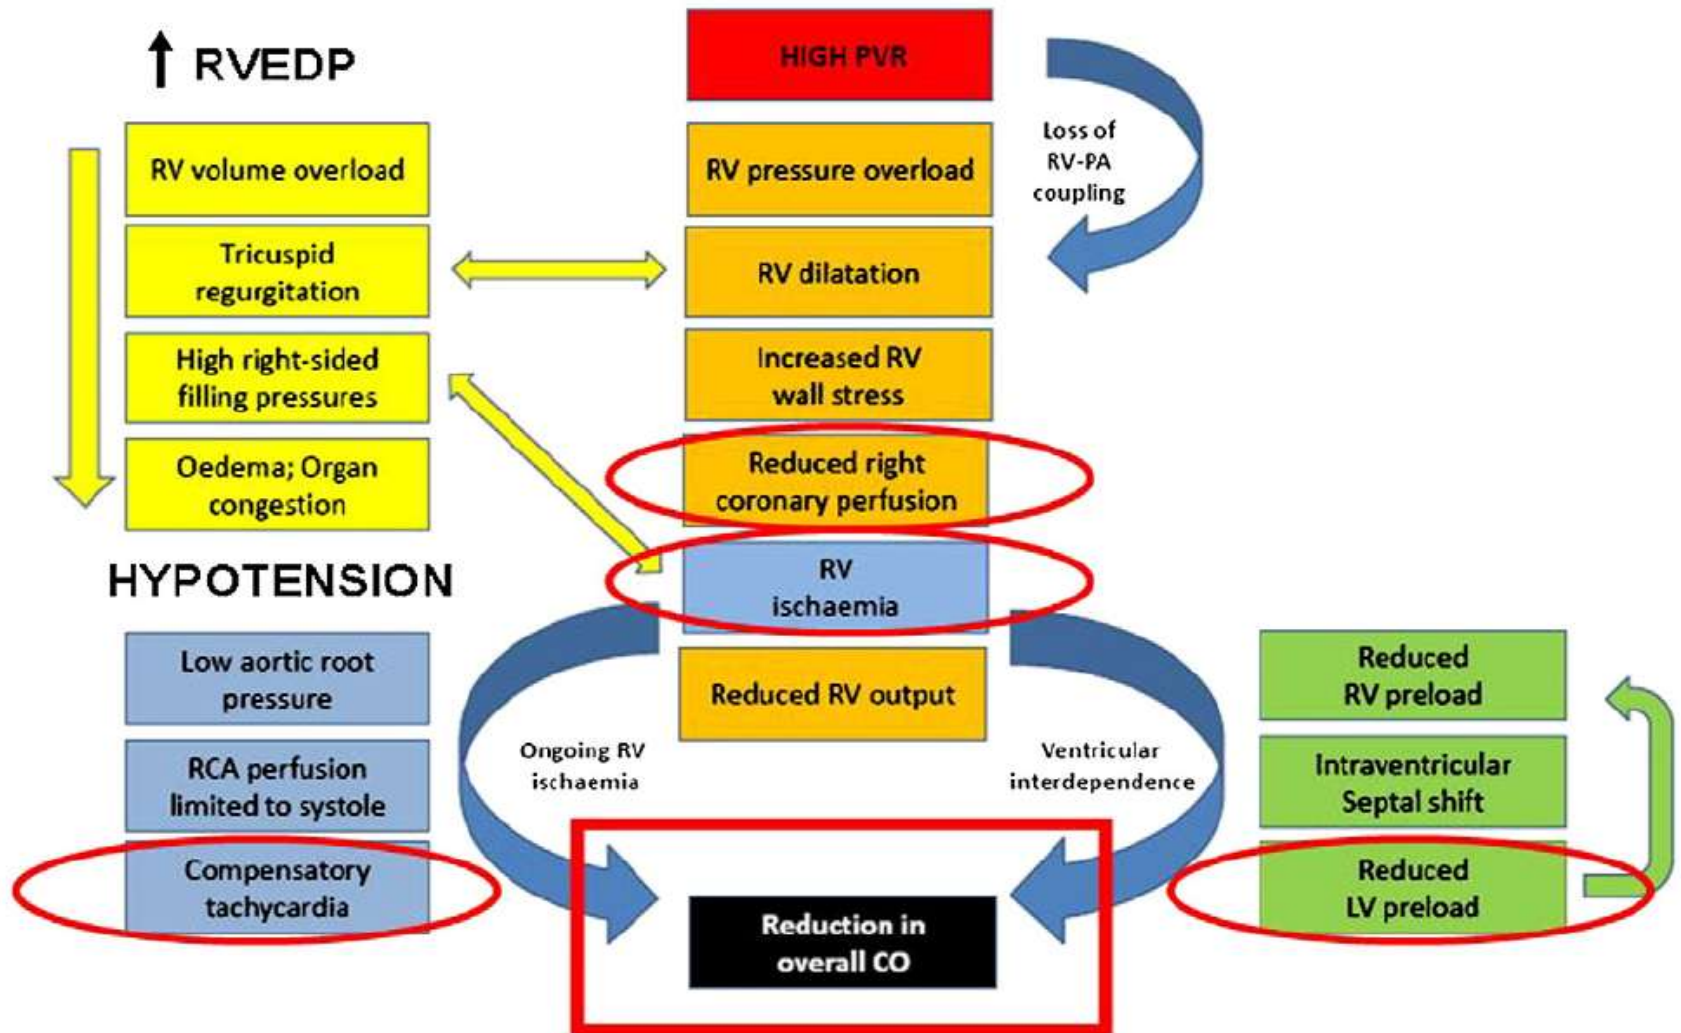 ↑ RVEDP
RV volume overload
Tricuspid
regurgitation
High right-sided
filling pressures
Oedema; Organ
congestion
HYPOTENSION
Low aortic root
pressure
RCA perfusion
limited to systole
Compensatory
tachycardia
HIGH PVR
RV pressure overload
RV dilatation
Increased RV
wall stress
Reduced right
coronary perfusion
RV
ischaemia
Reduced RV output
Loss of
RV-PA
coupling
Ongoing RV
ischaemia
Ventricular
interdependence
Reduction in
overall CO
Reduced
RV preload
Intraventricular
Septal shift
Reduced
LV preload